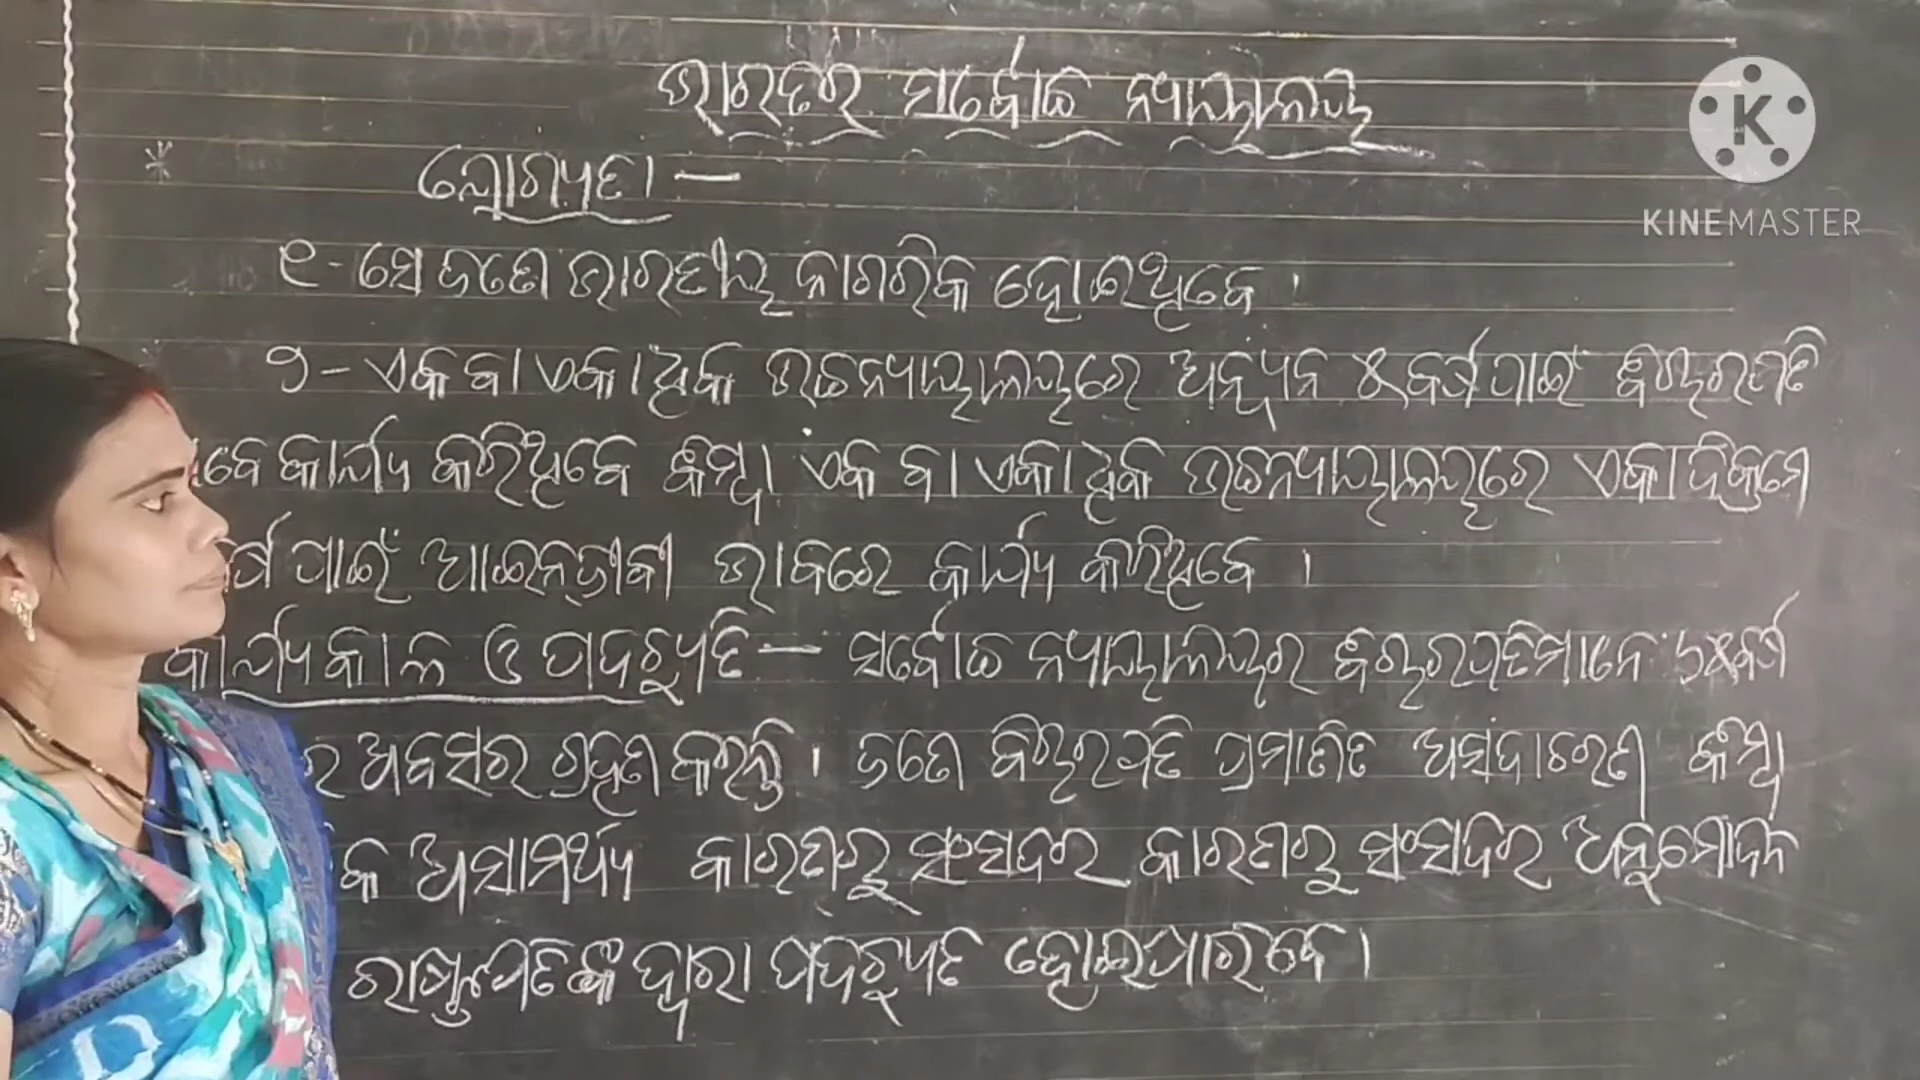 ଭାରତର ସର୍ବୋଚ୍ଚ ନ୍ୟାୟାଳୟ
KINEMASTER
* ଯୋଗ୍ୟତା —
୧- ସେ ଜଣେ ଭାରତୀୟ ନାଗରିକ ହୋଇଥିବେ ।
୨- ଏକ ବା ଏକାଧିକ ଉଚ୍ଚନ୍ୟାୟାଳୟରେ ଅନ୍ୟୂନ ୫ ବର୍ଷ ପାଇଁ ବିଚାରପତି
ବେ କାର୍ଯ୍ୟ କରିଥିବେ କିମ୍ବା ଏକ ବା ଏକାଧିକ ଉଚ୍ଚନ୍ୟାୟାଳୟରେ ଏକାଦିକ୍ରମେ
ର୍ଷ ପାଇଁ ଆଇନଜୀବୀ ଭାବରେ କାର୍ଯ୍ୟ କରିଥିବେ ।
କାର୍ଯ୍ୟକାଳ ଓ ପଦଚ୍ୟୁତି — ସର୍ବୋଚ୍ଚ ନ୍ୟାୟାଳୟର ବିଚାରପତିମାନେ ୬୫ବର୍ଷ
ର ଅବସର ଗ୍ରହଣ କରନ୍ତି । ଜଣେ ବିଚାରପତି ପ୍ରମାଣିତ ଅସଦାଚରଣ କିମ୍ବା
କ ଅସାମର୍ଥ୍ୟ କାରଣରୁ ସଂସଦର କାରଣରୁ ସଂସଦର ଅନୁମୋଦନ
ରାଷ୍ଟ୍ରପତିଙ୍କ ଦ୍ୱାରା ପଦଚ୍ୟୁତ ହୋଇପାରିବେ ।